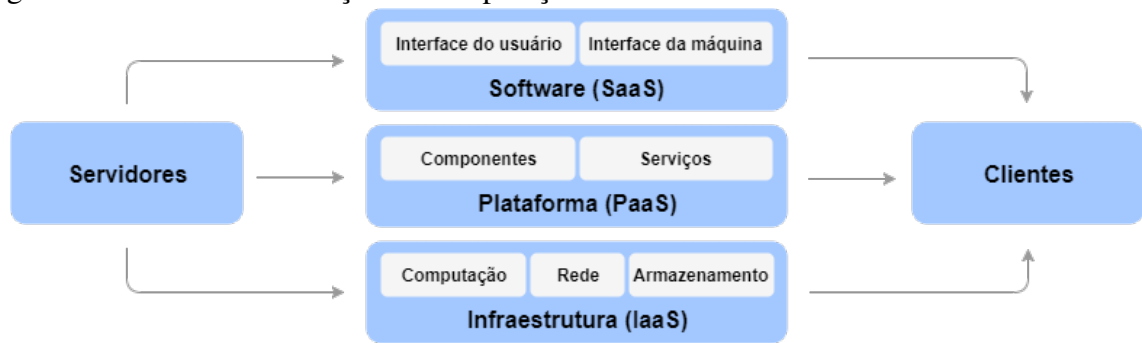 Interface do usuário Interface da máquina
Software (SaaS)
Servidores
Componentes Serviços
Plataforma (PaaS)
Clientes
Computação Rede Armazenamento
Infraestrutura (IaaS)